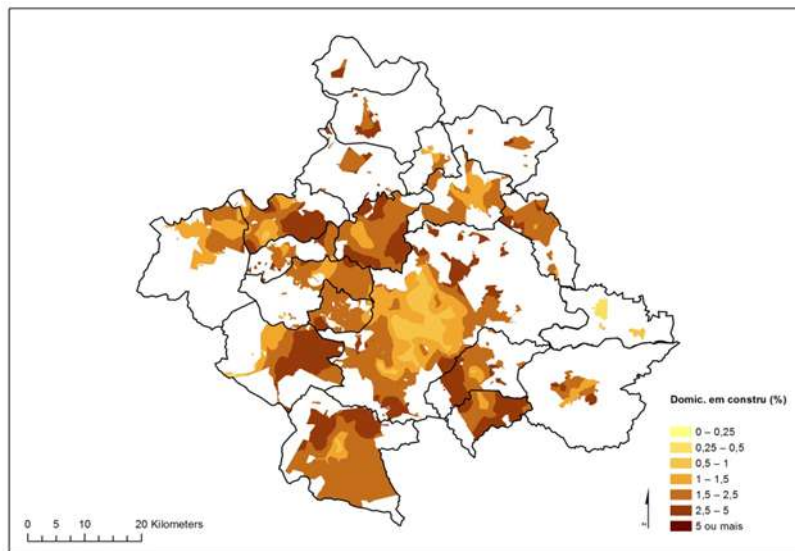 Domic. em constru (%)
0 – 0,25
0,25 – 0,5
0,5 – 1
1 – 1,5
1,5 – 2,5
2,5 – 5
5 ou mais
0 5 10 20 Kilometers